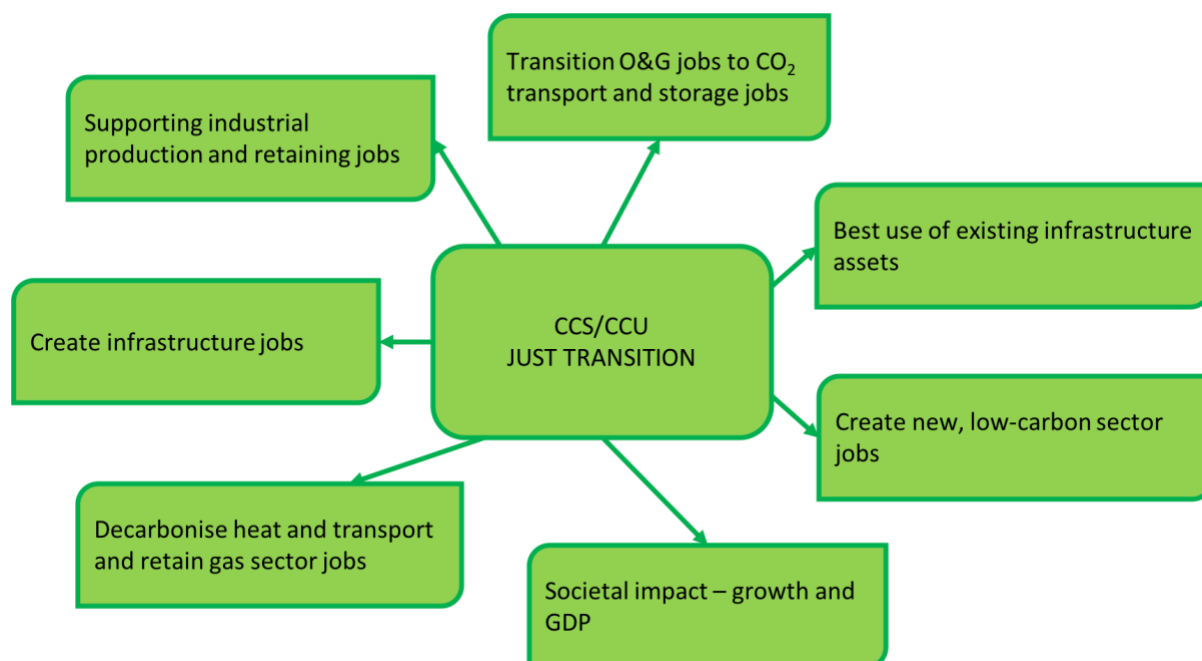 Transition O&G jobs to CO₂
transport and storage jobs
Supporting industrial
production and retaining jobs
Best use of existing infrastructure
assets
CCS/CCU
JUST TRANSITION
Create infrastructure jobs
Create new, low-carbon sector
jobs
Decarbonise heat and transport
and retain gas sector jobs
Societal impact – growth and
GDP